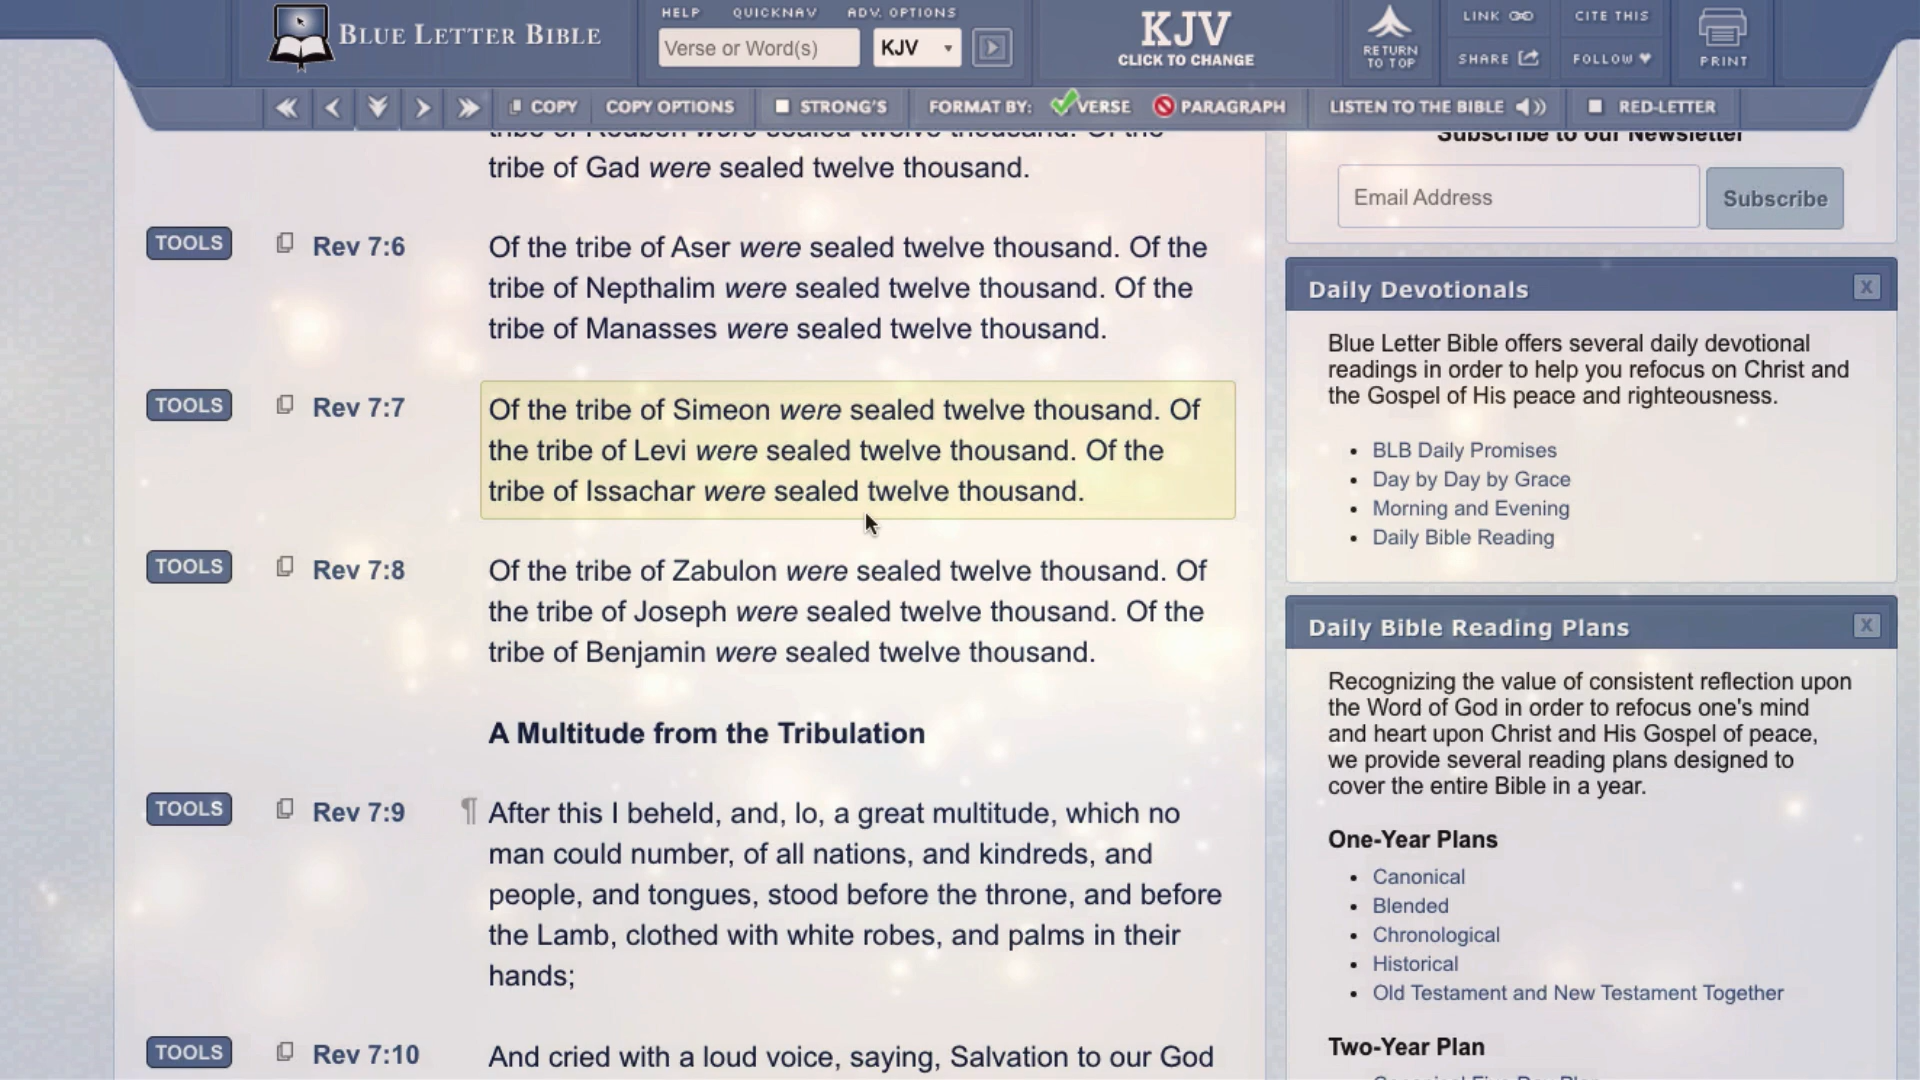 BLUE LETTER BIBLE
HELP QUICKNAV ADV. OPTIONS
Verse or Word(s)
KJV
KJV
CLICK TO CHANGE
RETURN
TO TOP
LINK
SHARE
CITE THIS
FOLLOW
PRINT
COPY
COPY OPTIONS
STRONG'S
FORMAT BY: VERSE PARAGRAPH
LISTEN TO THE BIBLE
RED-LETTER
tribe of Reuben were sealed twelve thousand. Of the
tribe of Gad were sealed twelve thousand.
TOOLS
Rev 7:6
Of the tribe of Aser were sealed twelve thousand. Of the
tribe of Nepthalim were sealed twelve thousand. Of the
tribe of Manasses were sealed twelve thousand.
TOOLS
Rev 7:7
Of the tribe of Simeon were sealed twelve thousand. Of
the tribe of Levi were sealed twelve thousand. Of the
tribe of Issachar were sealed twelve thousand.
TOOLS
Rev 7:8
Of the tribe of Zabulon were sealed twelve thousand. Of
the tribe of Joseph were sealed twelve thousand. Of the
tribe of Benjamin were sealed twelve thousand.
A Multitude from the Tribulation
TOOLS
Rev 7:9
¶ After this I beheld, and, lo, a great multitude, which no
man could number, of all nations, and kindreds, and
people, and tongues, stood before the throne, and before
the Lamb, clothed with white robes, and palms in their
hands;
TOOLS
Rev 7:10
And cried with a loud voice, saying, Salvation to our God
Subscribe to our Newsletter
Email Address
Subscribe
Daily Devotionals
X
Blue Letter Bible offers several daily devotional
readings in order to help you refocus on Christ and
the Gospel of His peace and righteousness.
• BLB Daily Promises
• Day by Day by Grace
• Morning and Evening
• Daily Bible Reading
Daily Bible Reading Plans
X
Recognizing the value of consistent reflection upon
the Word of God in order to refocus one's mind
and heart upon Christ and His Gospel of peace,
we provide several reading plans designed to
cover the entire Bible in a year.
One-Year Plans
• Canonical
• Blended
• Chronological
• Historical
• Old Testament and New Testament Together
Two-Year Plan